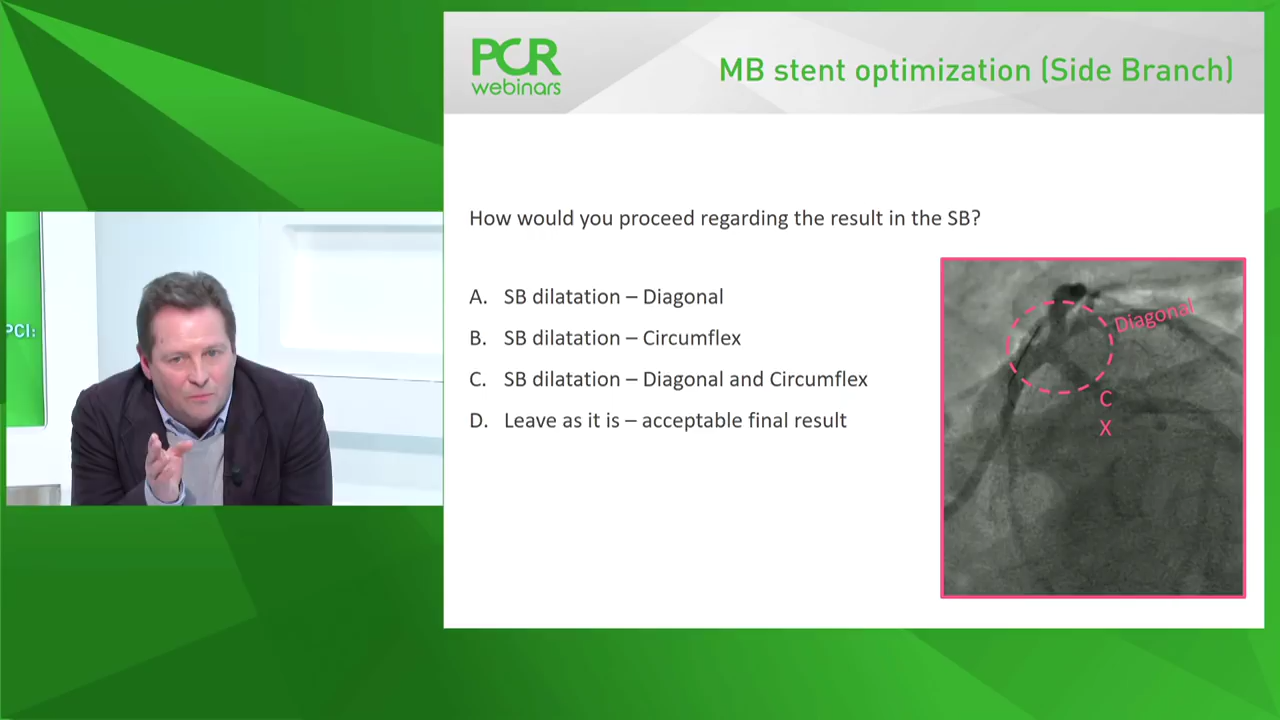 PCR
webinars
MB stent optimization (Side Branch)
PCI:
How would you proceed regarding the result in the SB?
A. SB dilatation – Diagonal
B. SB dilatation – Circumflex
C. SB dilatation – Diagonal and Circumflex
D. Leave as it is – acceptable final result
Diagonal
C
X